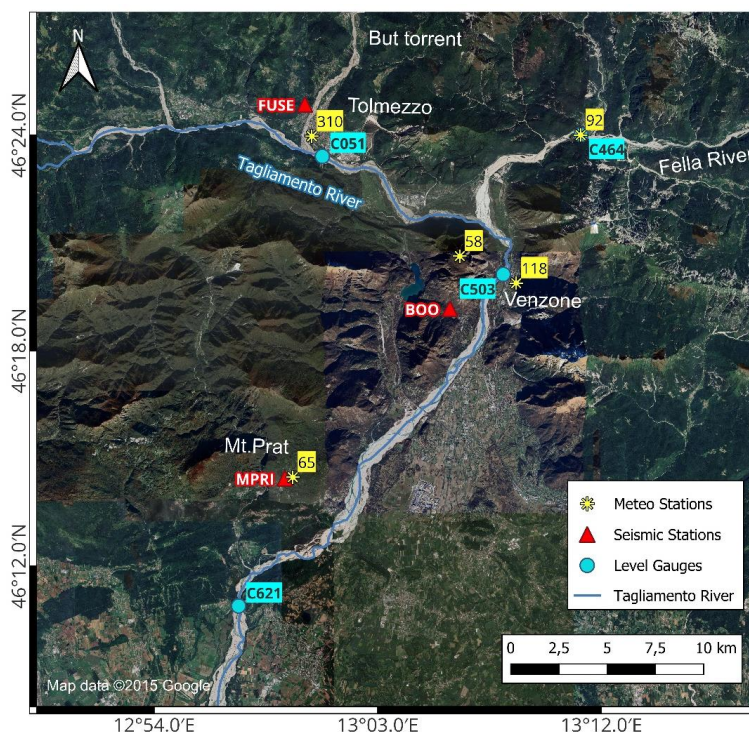 N
But torrent
FUSE
Tolmezzo
310
92
C051
C464
Fella River
Tagliamento River
58
118
C503
Venzone
BOO
Mt.Prat
65
MPRI
C621
Meteo Stations
Seismic Stations
Level Gauges
Tagliamento River
0 2,5 5 7,5 10 km
Map data ©2015 Google
46°24.0′N
46°18.0′N
46°12.0′N
12°54.0′E 13°03.0′E 13°12.0′E